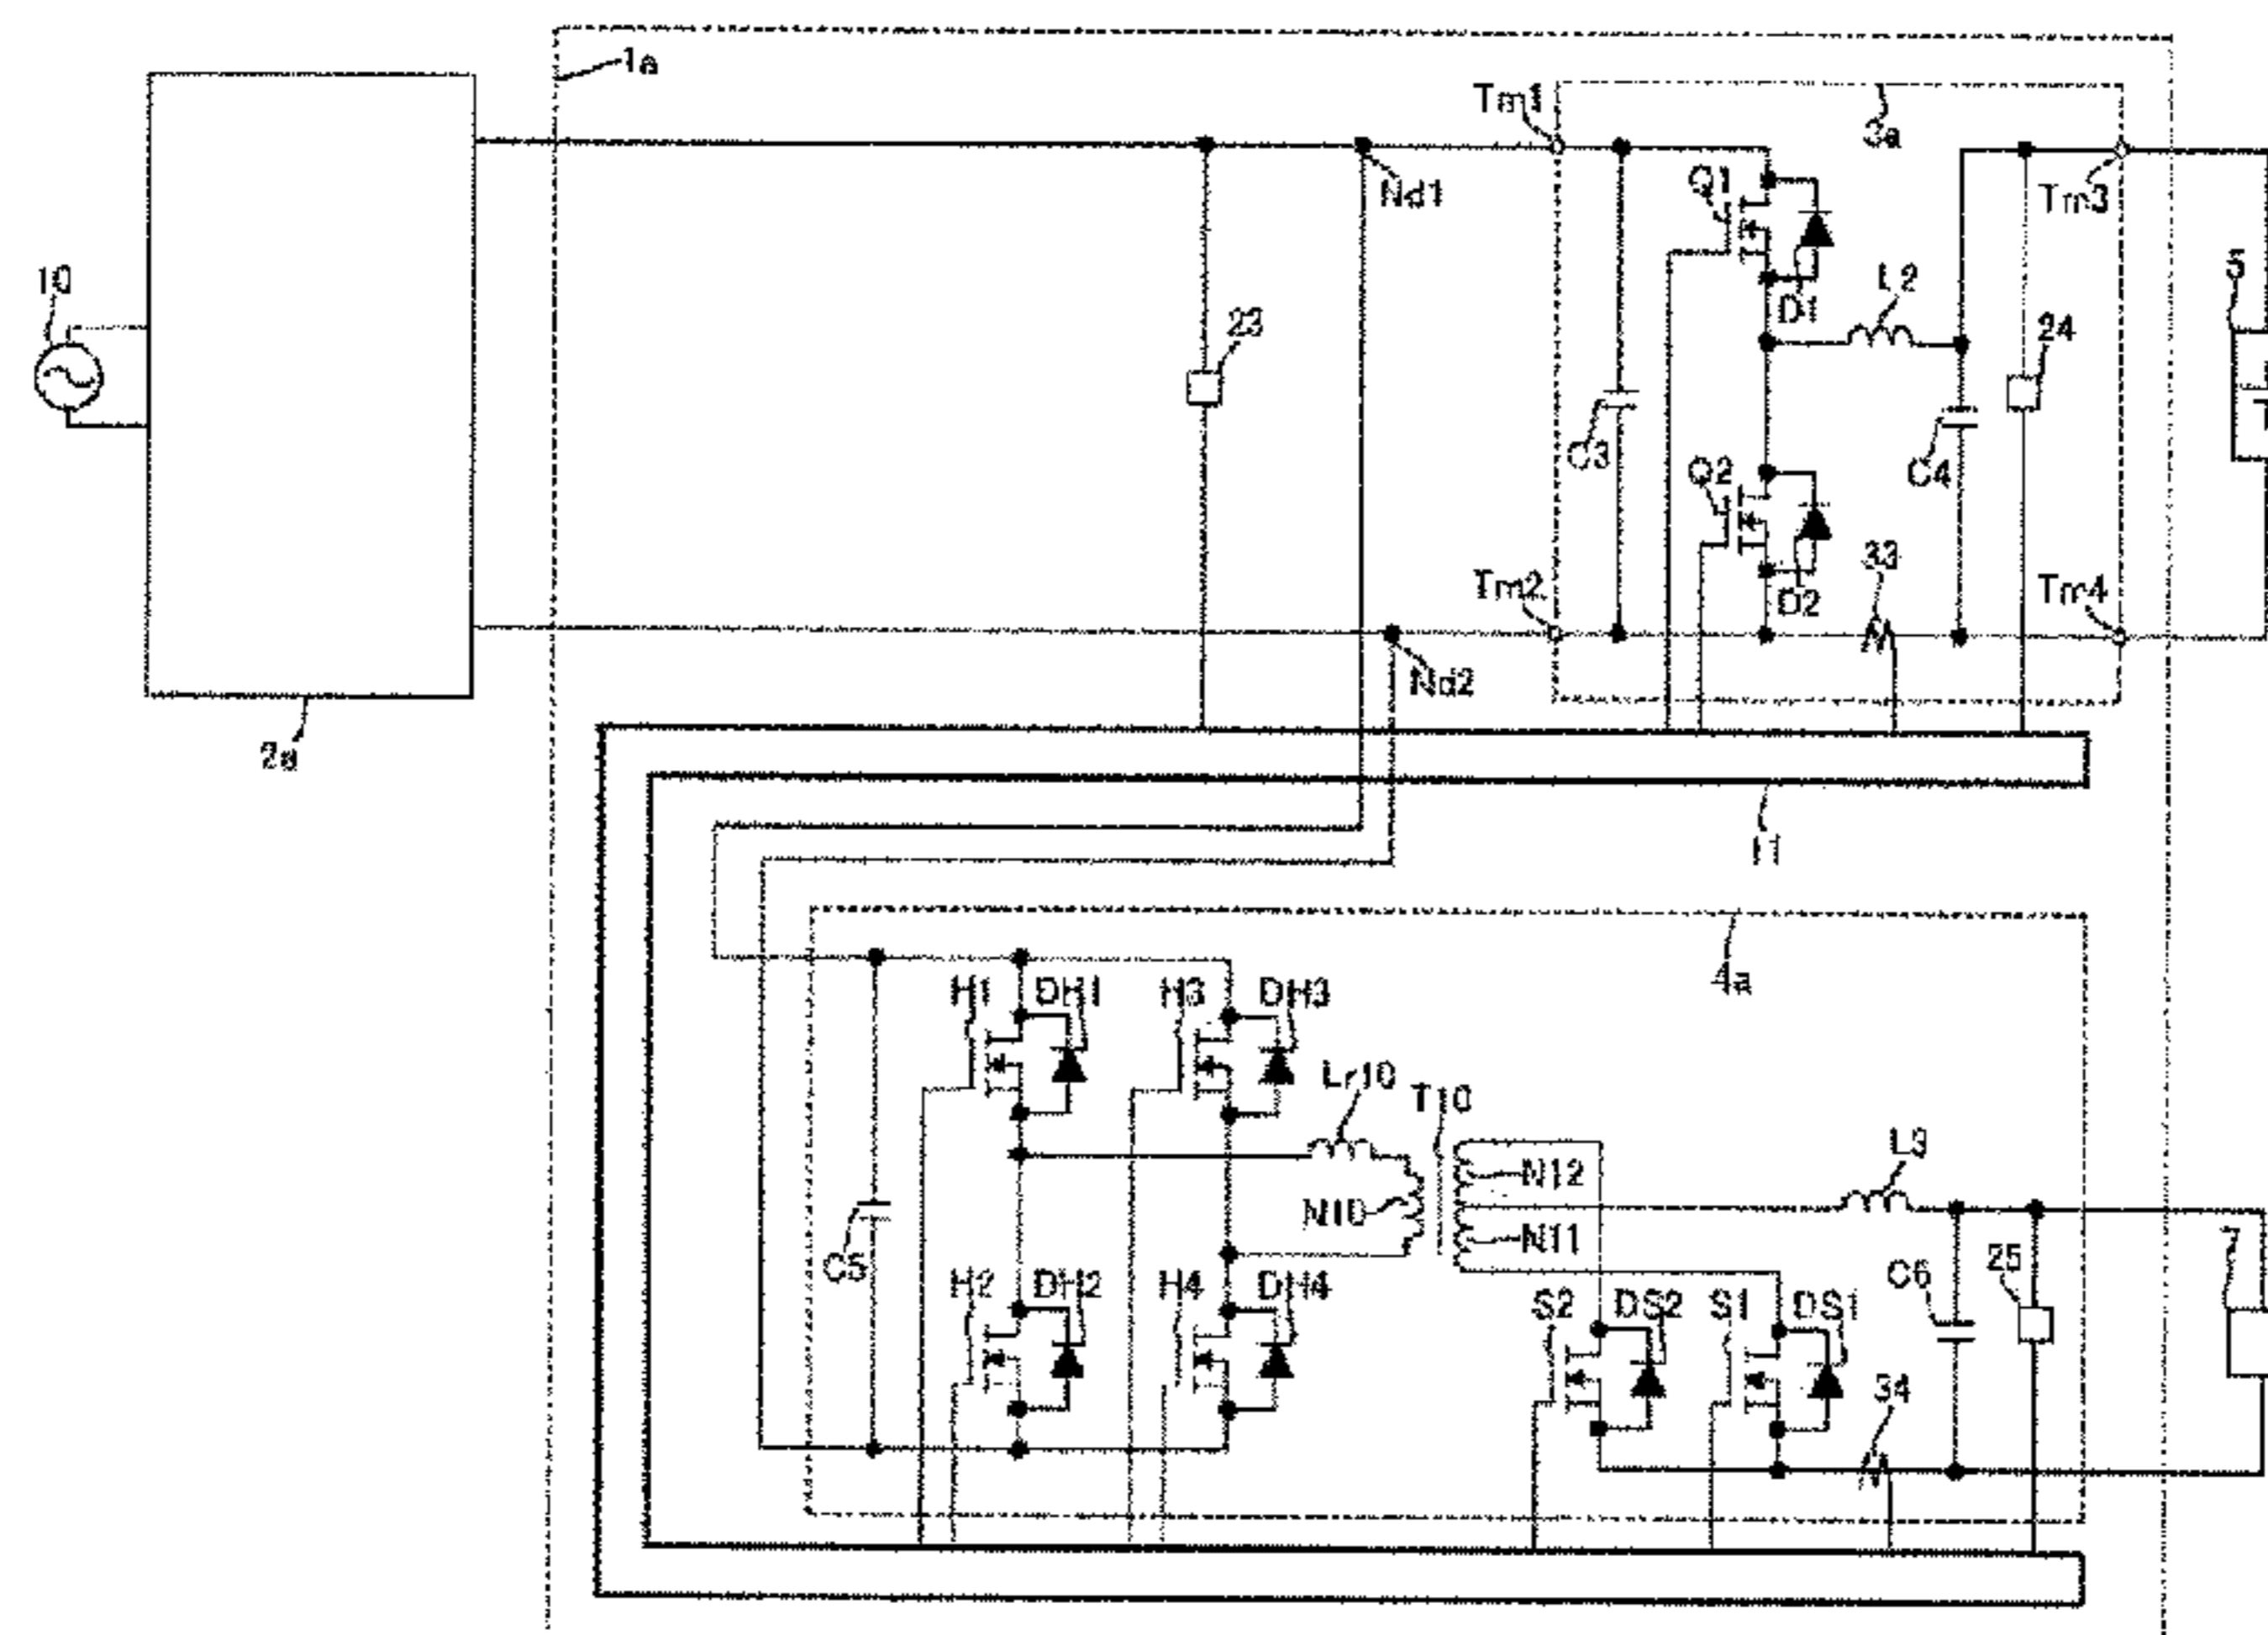 1a
Tm1
3a
Q1
Nd1
Tm3
10
D1
L2
5
23
24
C3
Q2
C4
33
Tm2
D2
Tm4
Nd2
2a
11
4a
H1
DH1
H3
DH3
Lr10
T10
N12
L3
N10
N11
C5
H2
DH2
H4
DH4
S2
DS2
S1
DS1
C6
25
7
34